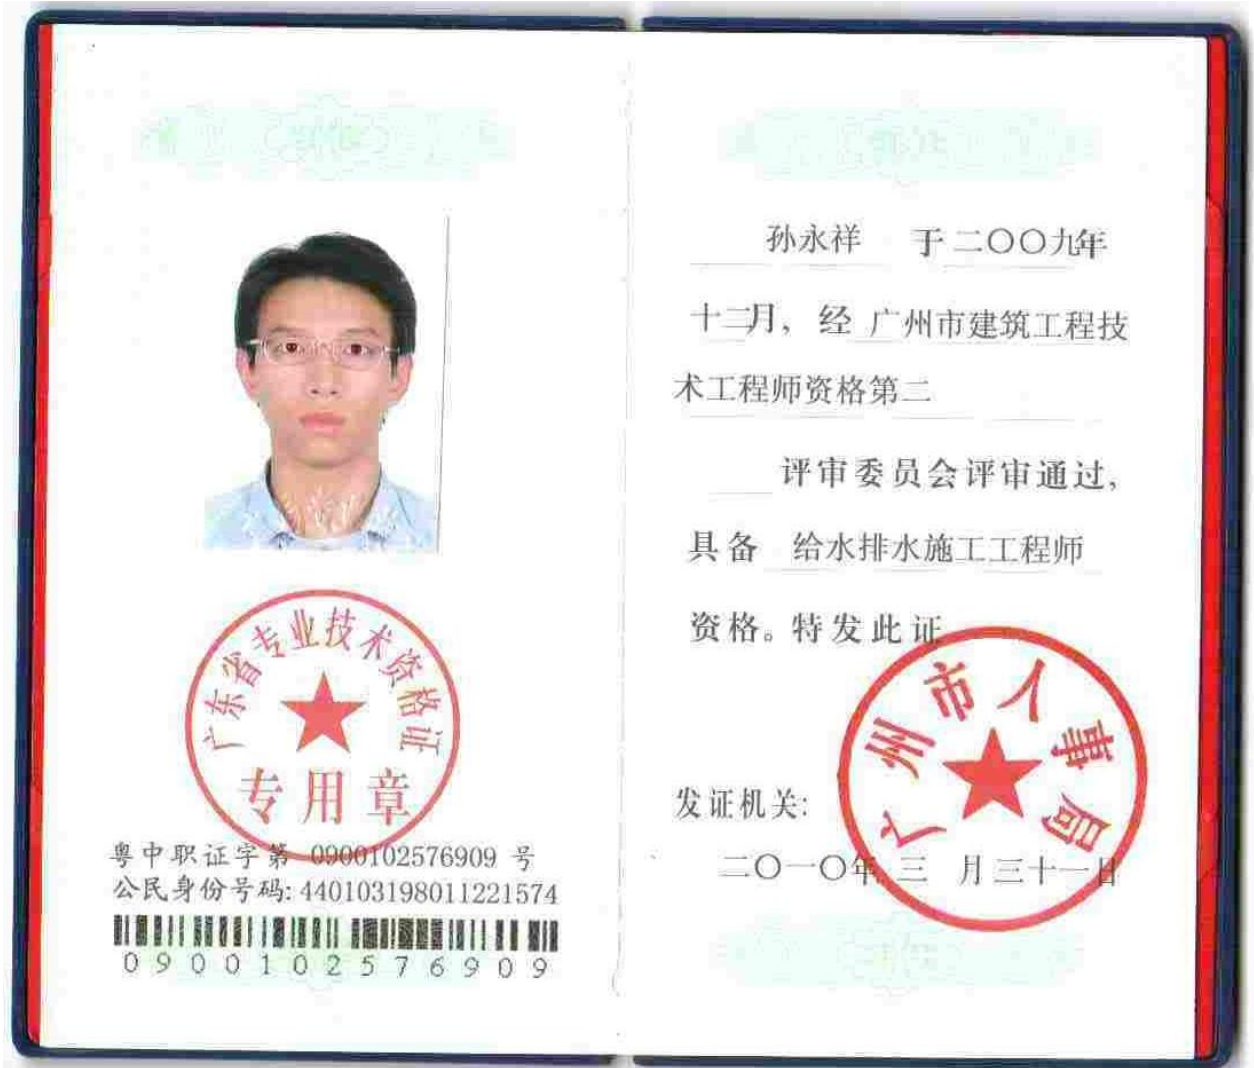 广东省专业技术资格证
专用章
粤中职证字第 0900102576909 号
公民身份号码: 440103198011221574
0900102576909
孙永祥 于二〇〇九年
十二月，经 广州市建筑工程技
术工程师资格第二
评审委员会评审通过，
具备 给水排水施工工程师
资格。特发此证
广州市人事局
发证机关:
二〇一〇年 三 月三十一日